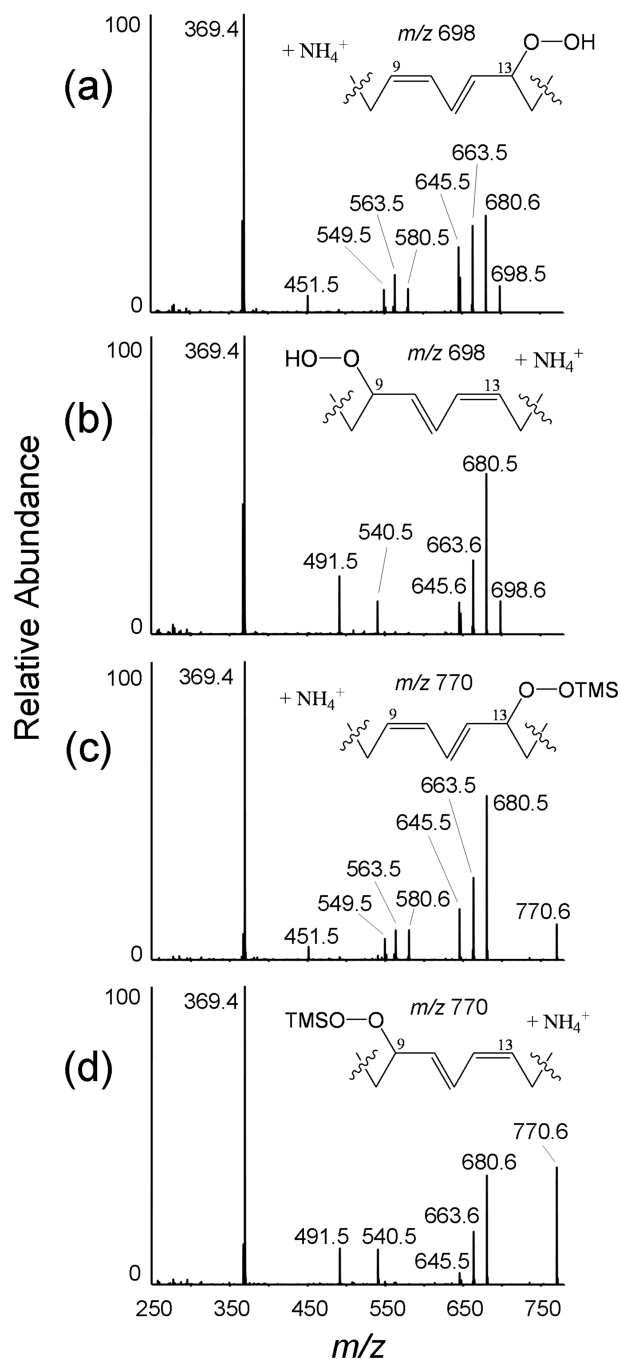 (a)
100
369.4
+ NH₄⁺
m/z 698
9
13
O
OH
663.5
645.5
680.6
563.5
549.5
580.5
451.5
698.5
0
(b)
100
369.4
HO
O
9
m/z 698
13
+ NH₄⁺
680.5
540.5
491.5
663.6
645.6
698.6
0
Relative Abundance
(c)
100
369.4
+ NH₄⁺
m/z 770
9
13
O
OTMS
663.5
680.5
645.5
563.5
549.5
580.6
451.5
770.6
0
(d)
100
369.4
TMSO
O
9
m/z 770
13
+ NH₄⁺
770.6
680.6
663.6
491.5
540.5
645.5
0
250 350 450 550 650 750
m/z